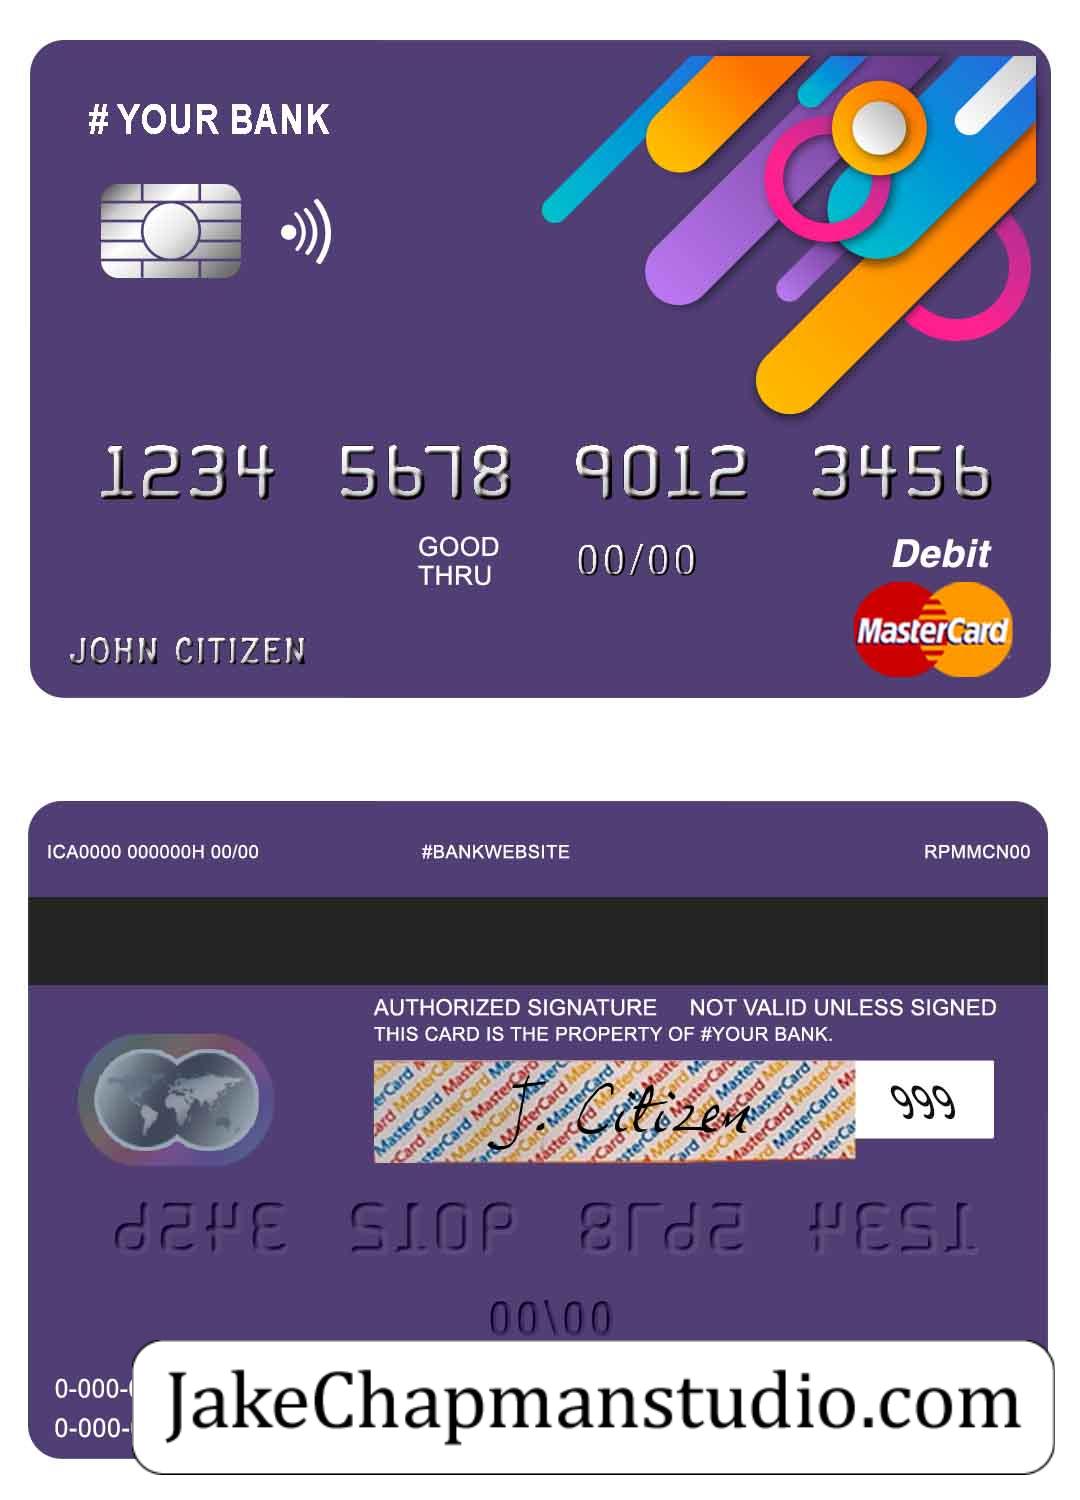 # YOUR BANK
1234 5678 9012 3456
GOOD
THRU
00/00
Debit
MasterCard
JOHN CITIZEN
ICA0000 000000H 00/00 #BANKWEBSITE RPMMCN00
AUTHORIZED SIGNATURE NOT VALID UNLESS SIGNED
THIS CARD IS THE PROPERTY OF #YOUR BANK.
J. Citizen 999
00\00
0-000-
0-000-
JakeChapmanstudio.com